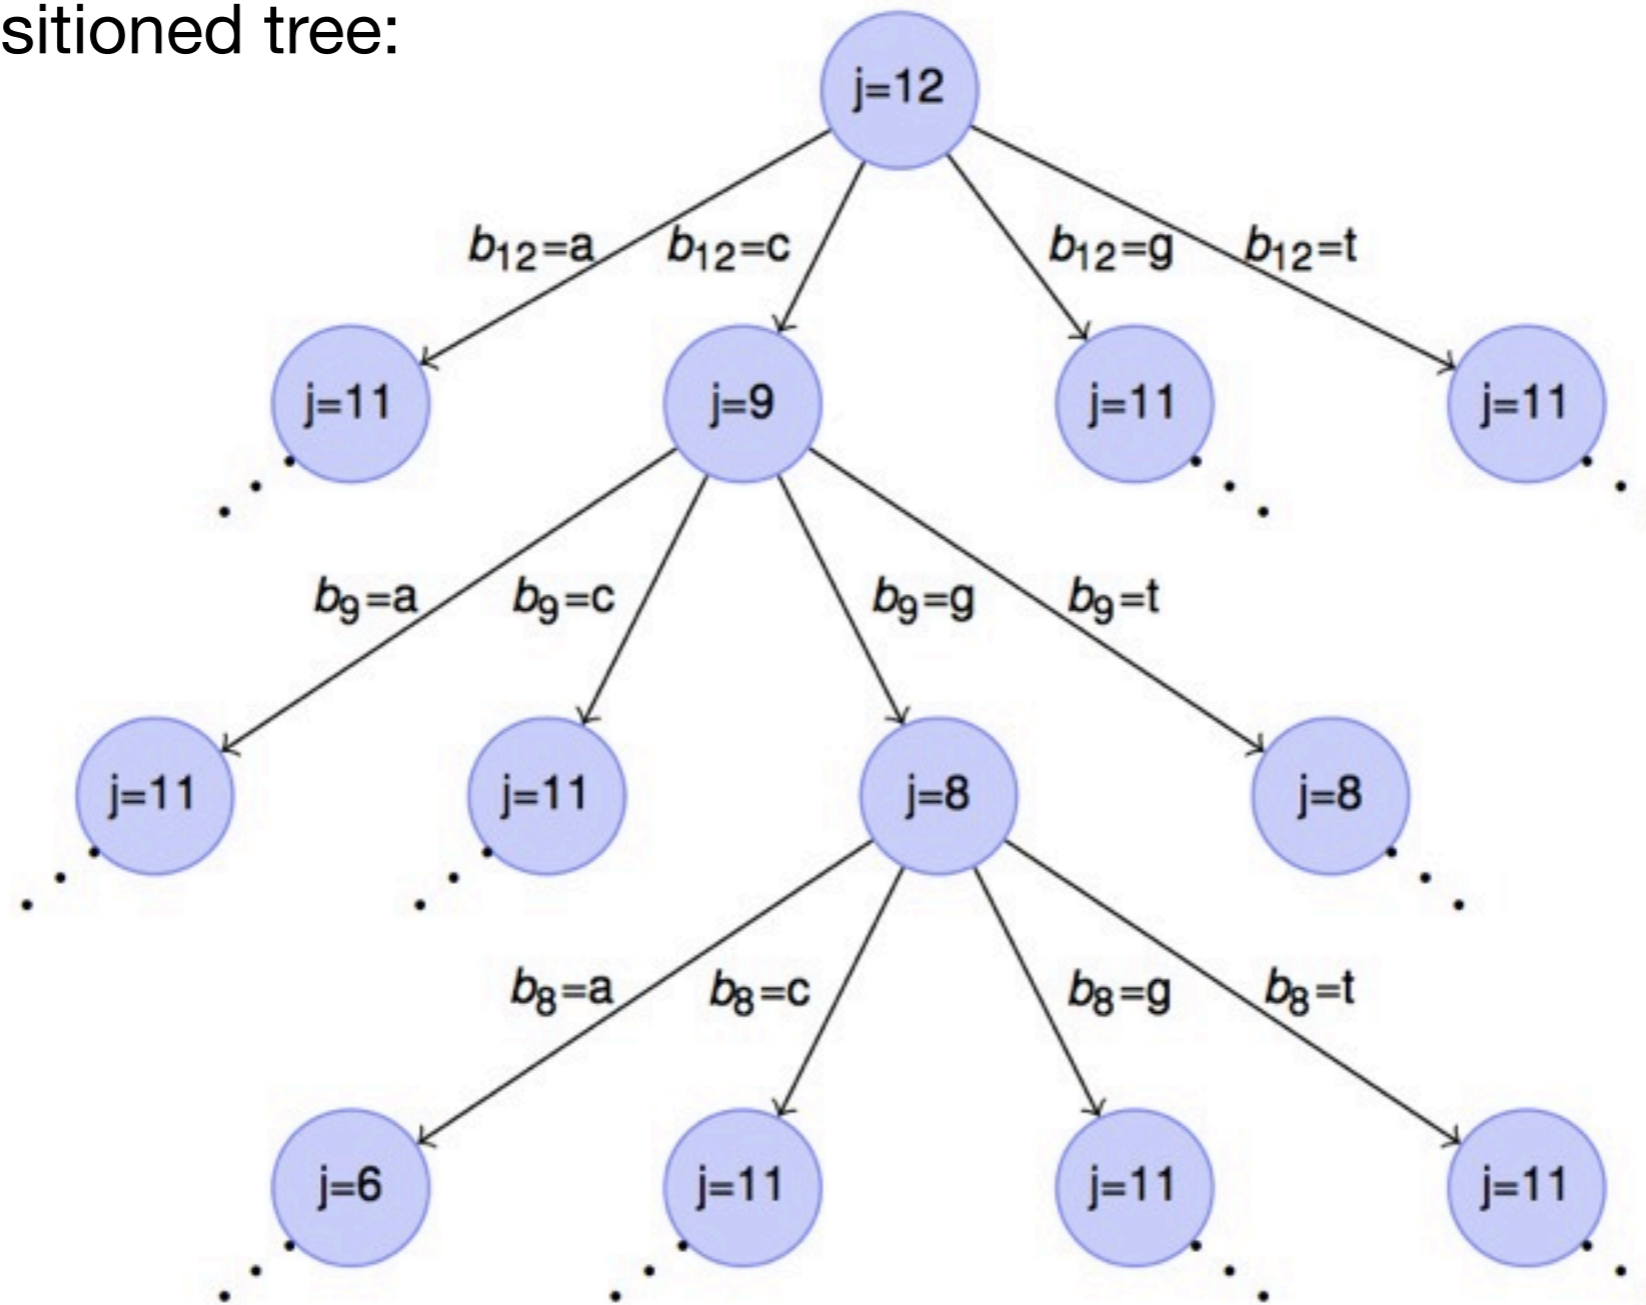 sitioned tree:
j=12
b12=a b12=c b12=g b12=t
j=11 j=9 j=11 j=11
b9=a b9=c b9=g b9=t
j=11 j=11 j=8 j=8
b8=a b8=c b8=g b8=t
j=6 j=11 j=11 j=11